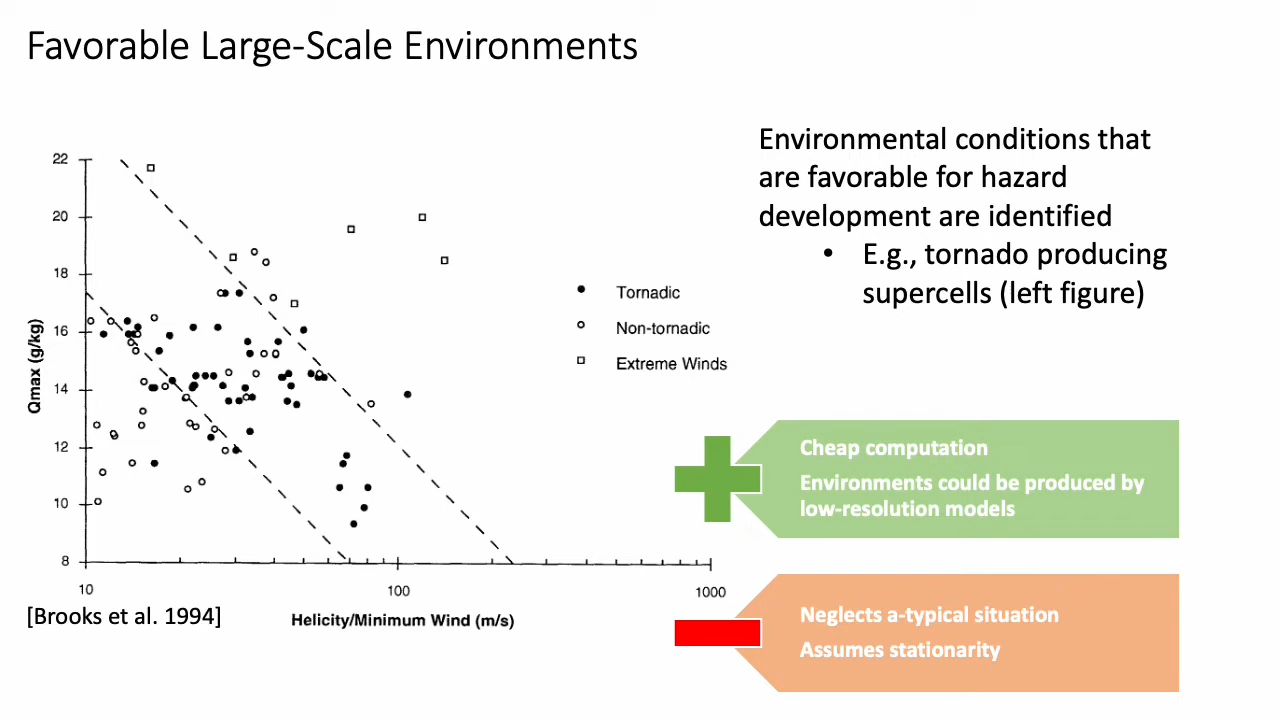 Favorable Large-Scale Environments
Environmental conditions that
are favorable for hazard
development are identified
• E.g., tornado producing
supercells (left figure)
22
20
18
16
14
12
10
8
Qmax (g/kg)
10
100
1000
Helicity/Minimum Wind (m/s)
Tornadic
Non-tornadic
Extreme Winds
[Brooks et al. 1994]
Cheap computation
Environments could be produced by
low-resolution models
Neglects a-typical situation
Assumes stationarity